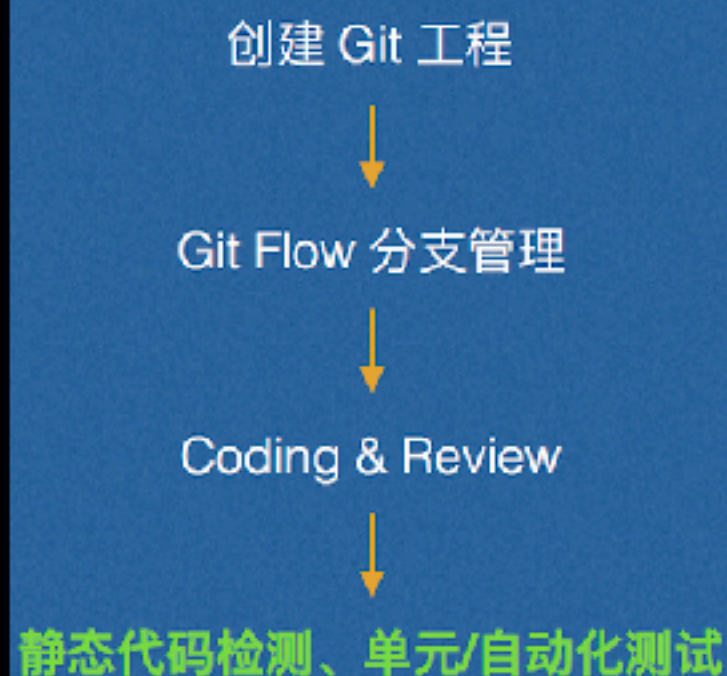 创建 Git 工程
Git Flow 分支管理
Coding & Review
静态代码检测、单元/自动化测试